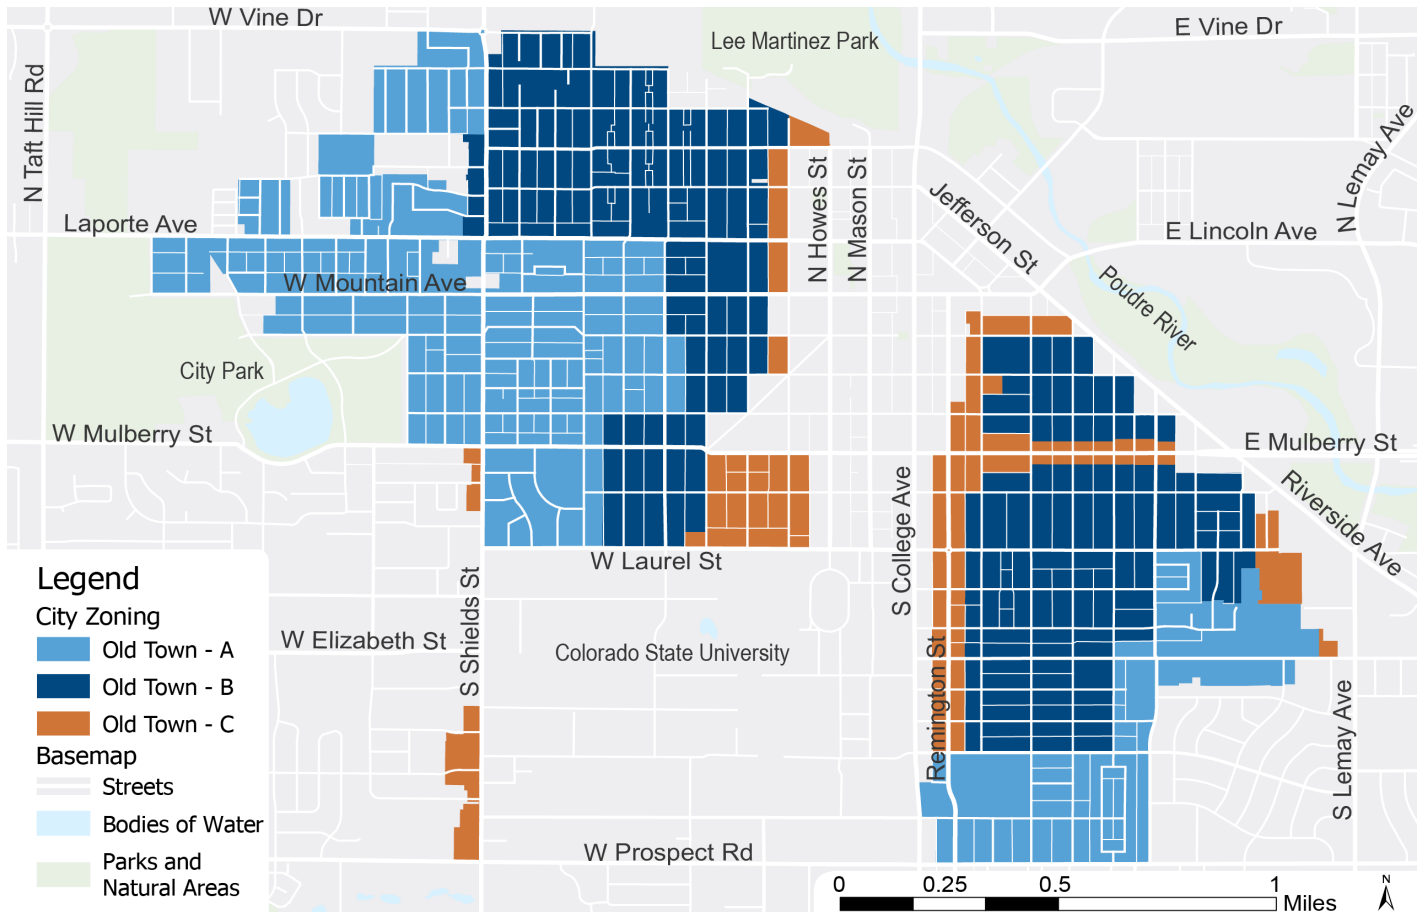 W Vine Dr
E Vine Dr
Lee Martinez Park
N Taft Hill Rd
N Lemay Ave
Laporte Ave
N Howes St
N Mason St
Jefferson St
E Lincoln Ave
W Mountain Ave
Poudre River
City Park
W Mulberry St
E Mulberry St
Riverside Ave
S College Ave
W Laurel St
S Shields St
W Elizabeth St
Colorado State University
Remington St
S Lemay Ave
W Prospect Rd
Legend
City Zoning
Old Town - A
Old Town - B
Old Town - C
Basemap
Streets
Bodies of Water
Parks and
Natural Areas
0 0.25 0.5 1
Miles
N